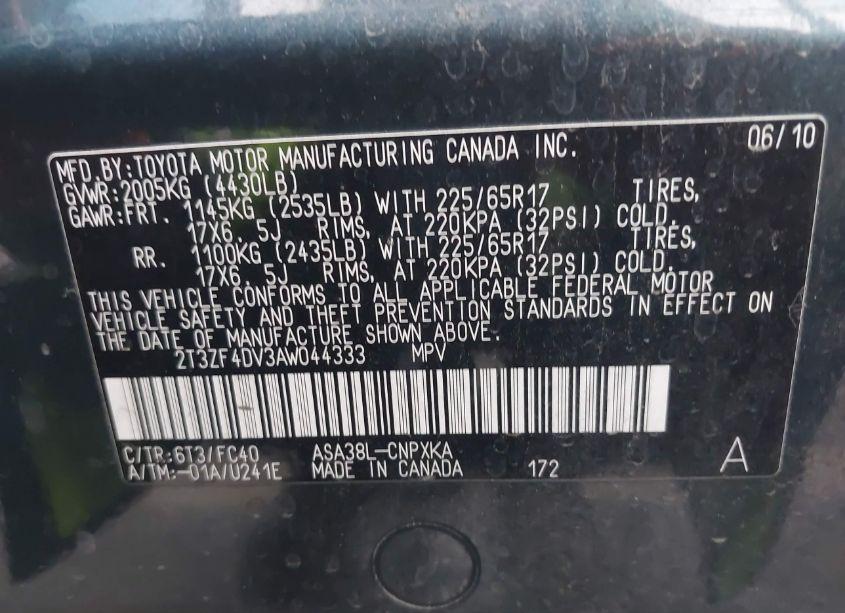 MFD.BY:TOYOTA MOTOR MANUFACTURING CANADA INC. 06/10
GVWR:2005KG (4430LB)
GAWR:FRT. 1145KG (2535LB) WITH 225/65R17 TIRES,
17X6.5J RIMS, AT 220KPA (32PSI) COLD.
RR. 1100KG (2435LB) WITH 225/65R17 TIRES,
17X6.5J RIMS, AT 220KPA (32PSI) COLD.
THIS VEHICLE CONFORMS TO ALL APPLICABLE FEDERAL MOTOR
VEHICLE SAFETY AND THEFT PREVENTION STANDARDS IN EFFECT ON
THE DATE OF MANUFACTURE SHOWN ABOVE.
2T3ZF4DV3AW044333 MPV
C/TR:6T3/FC40 ASA38L-CNPXKA
A/TM:-01A/U241E MADE IN CANADA 172 A